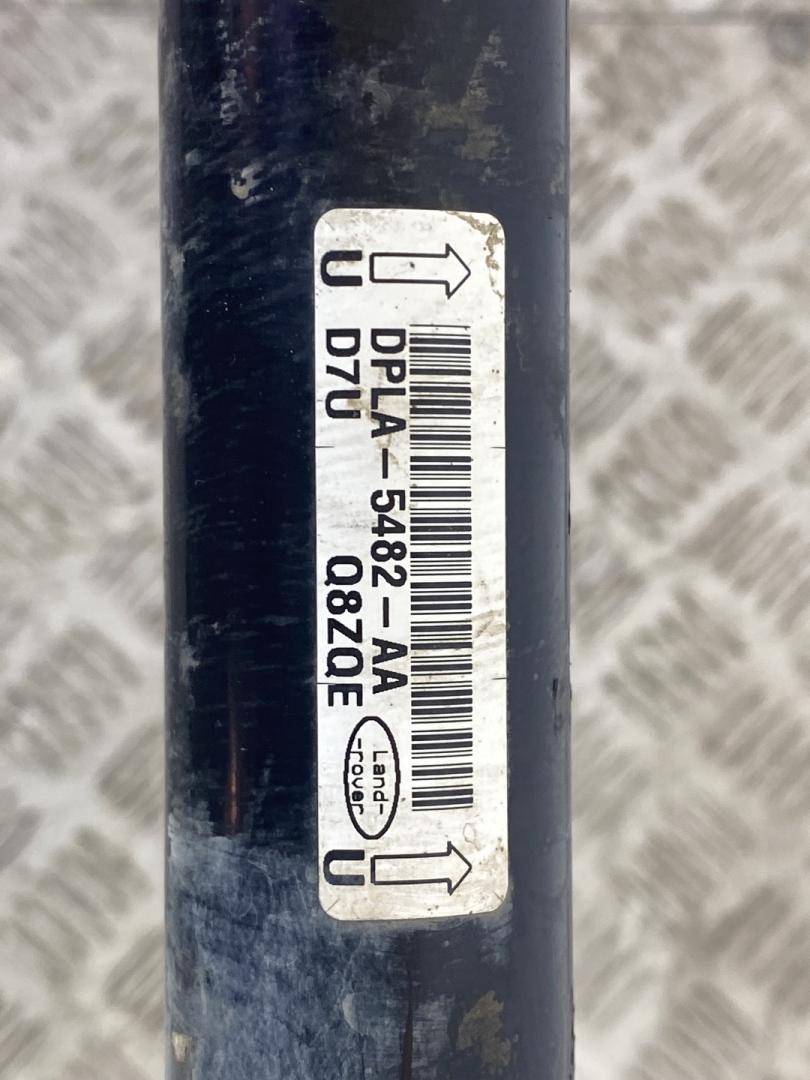 U
DPLA-5482-AA
D7U Q8ZQE
Land-
-rover
U